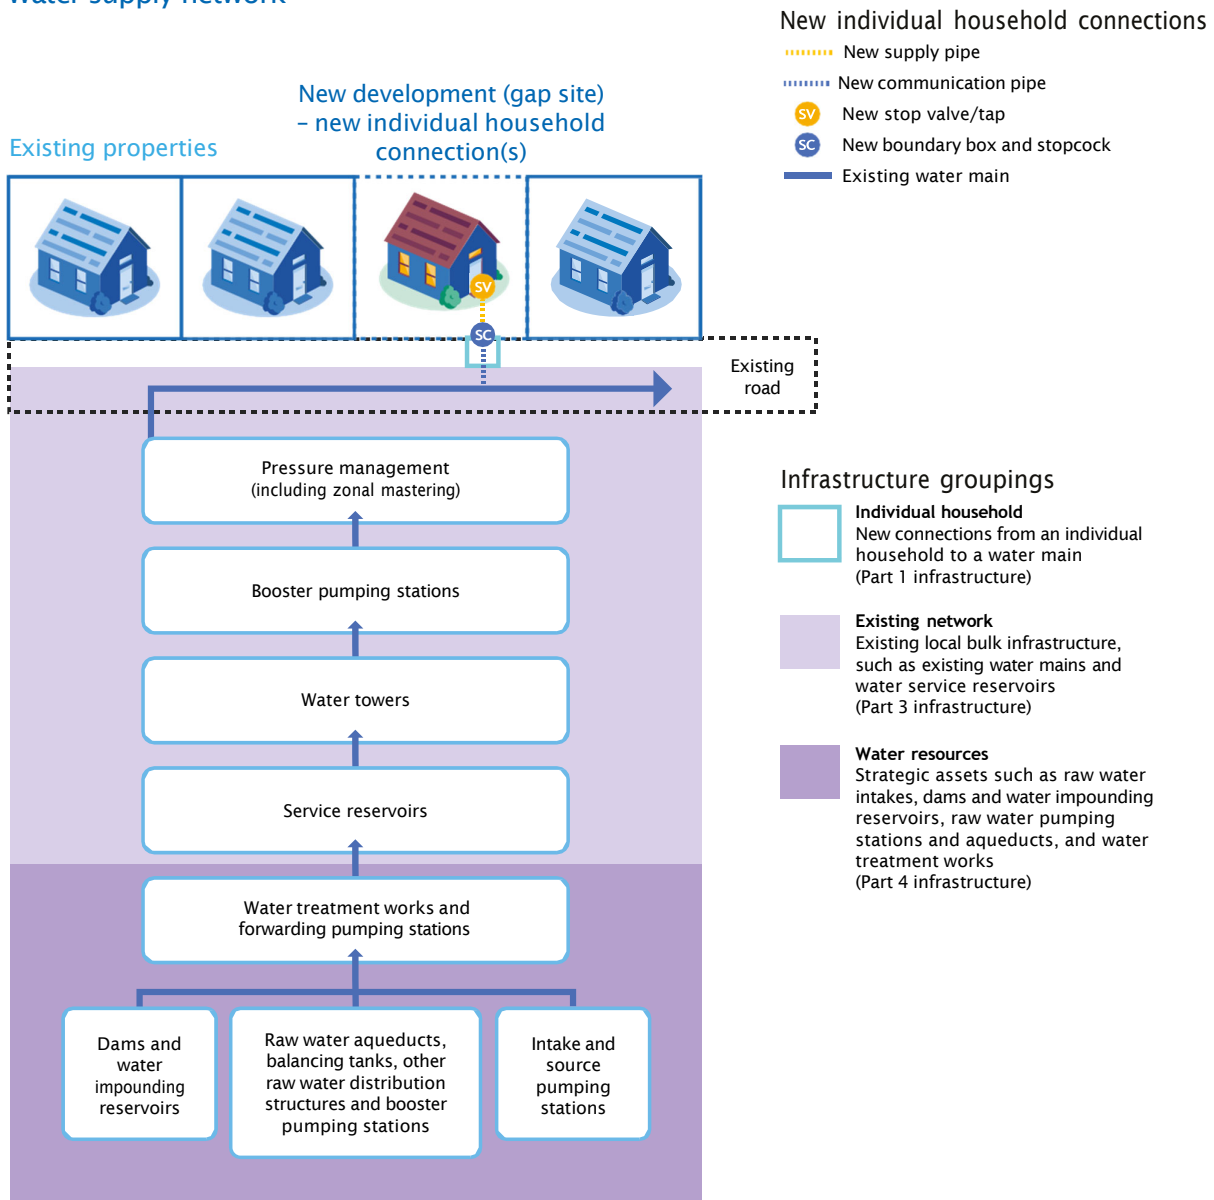 Water supply network
New individual household connections
New supply pipe
New communication pipe
SV
New stop valve/tap
SC
New boundary box and stopcock
Existing water main
New development (gap site)
– new individual household
connection(s)
Existing properties
SV
SC
Existing
road
Pressure management
(including zonal mastering)
Booster pumping stations
Water towers
Service reservoirs
Water treatment works and
forwarding pumping stations
Dams and
water
impounding
reservoirs
Raw water aqueducts,
balancing tanks, other
raw water distribution
structures and booster
pumping stations
Intake and
source
pumping
stations
Infrastructure groupings
Individual household
New connections from an individual
household to a water main
(Part 1 infrastructure)
Existing network
Existing local bulk infrastructure,
such as existing water mains and
water service reservoirs
(Part 3 infrastructure)
Water resources
Strategic assets such as raw water
intakes, dams and water impounding
reservoirs, raw water pumping
stations and aqueducts, and water
treatment works
(Part 4 infrastructure)